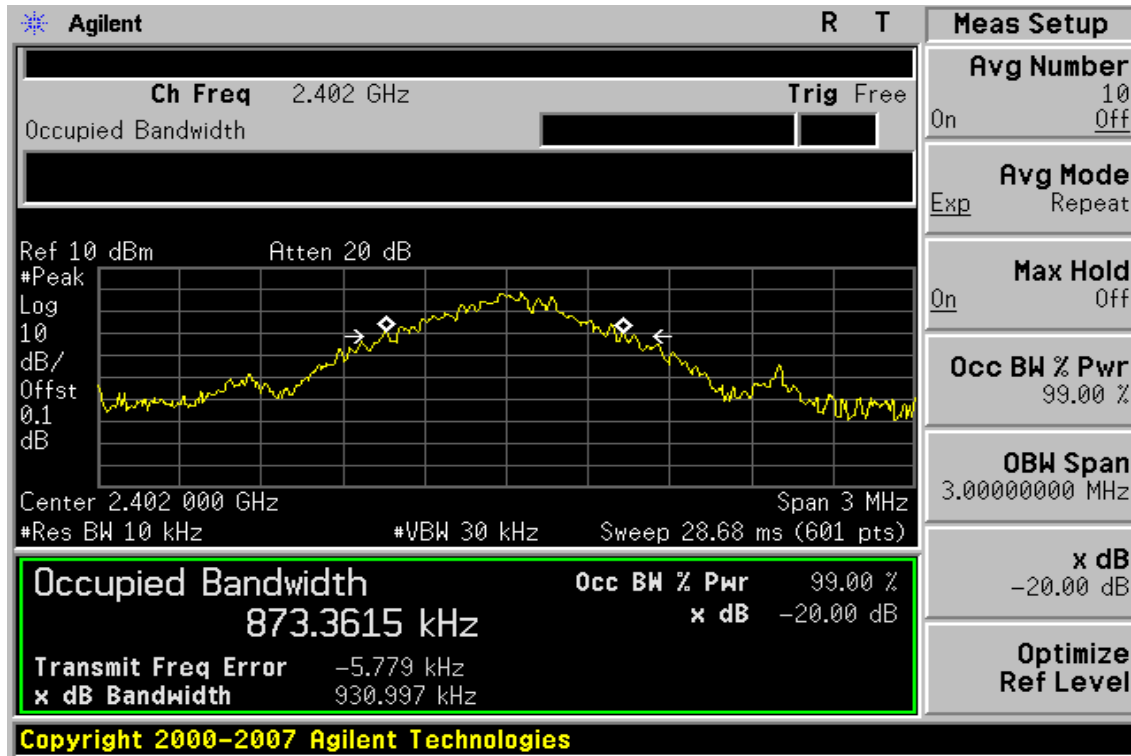 Agilent R T
Ch Freq 2.402 GHz Trig Free
Occupied Bandwidth
Ref 10 dBm Atten 20 dB
#Peak
Log
10
dB/
Offst
0.1
dB
Center 2.402 000 GHz Span 3 MHz
#Res BW 10 kHz #VBW 30 kHz Sweep 28.68 ms (601 pts)
Occupied Bandwidth Occ BW % Pwr 99.00 %
873.3615 kHz x dB -20.00 dB
Transmit Freq Error -5.779 kHz
x dB Bandwidth 930.997 kHz
Copyright 2000-2007 Agilent Technologies
Meas Setup
Avg Number
10
On Off
Avg Mode
Exp Repeat
Max Hold
On Off
Occ BW % Pwr
99.00 %
OBW Span
3.00000000 MHz
x dB
-20.00 dB
Optimize
Ref Level